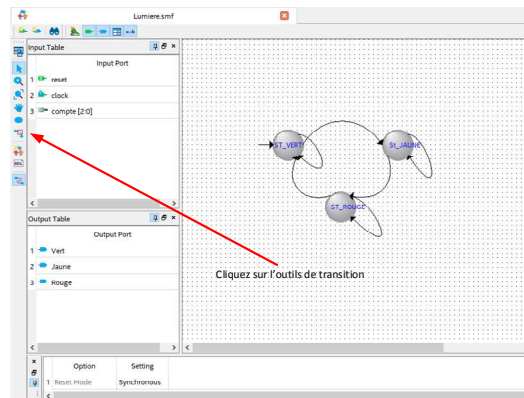 Lumiere.smf
Input Table
Input Port
1 reset
2 clock
3 compte [2:0]
ST_VERT
St_JAUNE
ST_ROUGE
Output Table
Output Port
1 Vert
2 Jaune
3 Rouge
Cliquez sur l'outils de transition
Option Setting
1 Reset Mode Synchronous